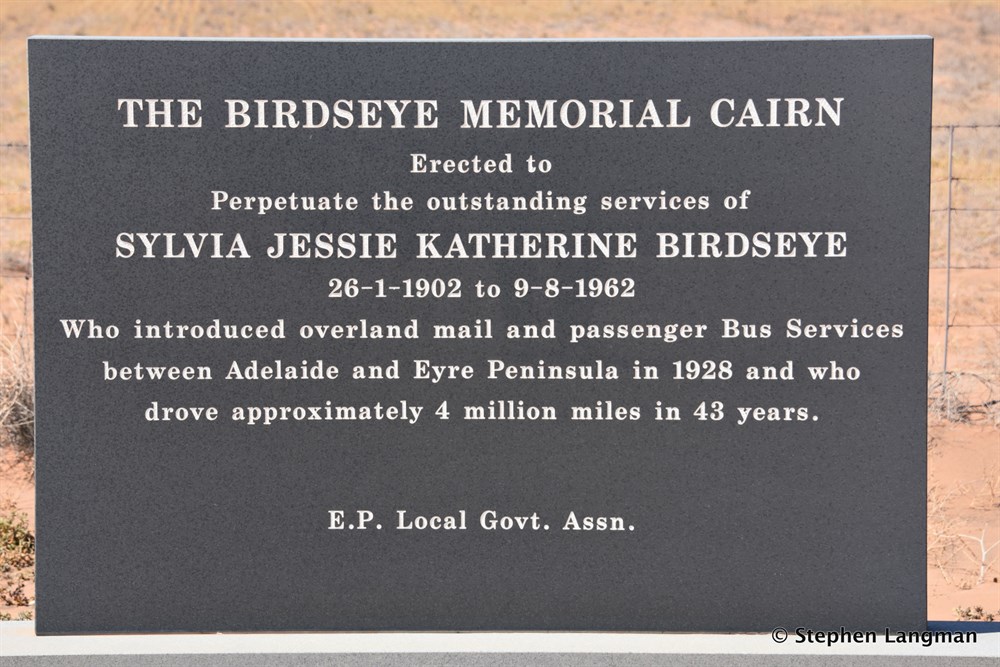 THE BIRDSEYE MEMORIAL CAIRN
Erected to
Perpetuate the outstanding services of
SYLVIA JESSIE KATHERINE BIRDSEYE
26-1-1902 to 9-8-1962
Who introduced overland mail and passenger Bus Services
between Adelaide and Eyre Peninsula in 1928 and who
drove approximately 4 million miles in 43 years.
E.P. Local Govt. Assn.
© Stephen Langman